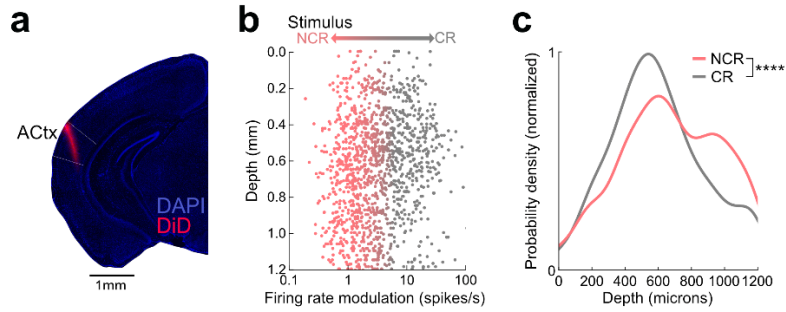 a
ACtx
DAPI
DiD
1mm
b
Stimulus
NCR CR
Depth (mm)
0.0
0.2
0.4
0.6
0.8
1.0
1.2
0.1 1 10 100
Firing rate modulation (spikes/s)
c
NCR
CR
****
Probability density (normalized)
1
0
0 200 400 600 800 1000 1200
Depth (microns)